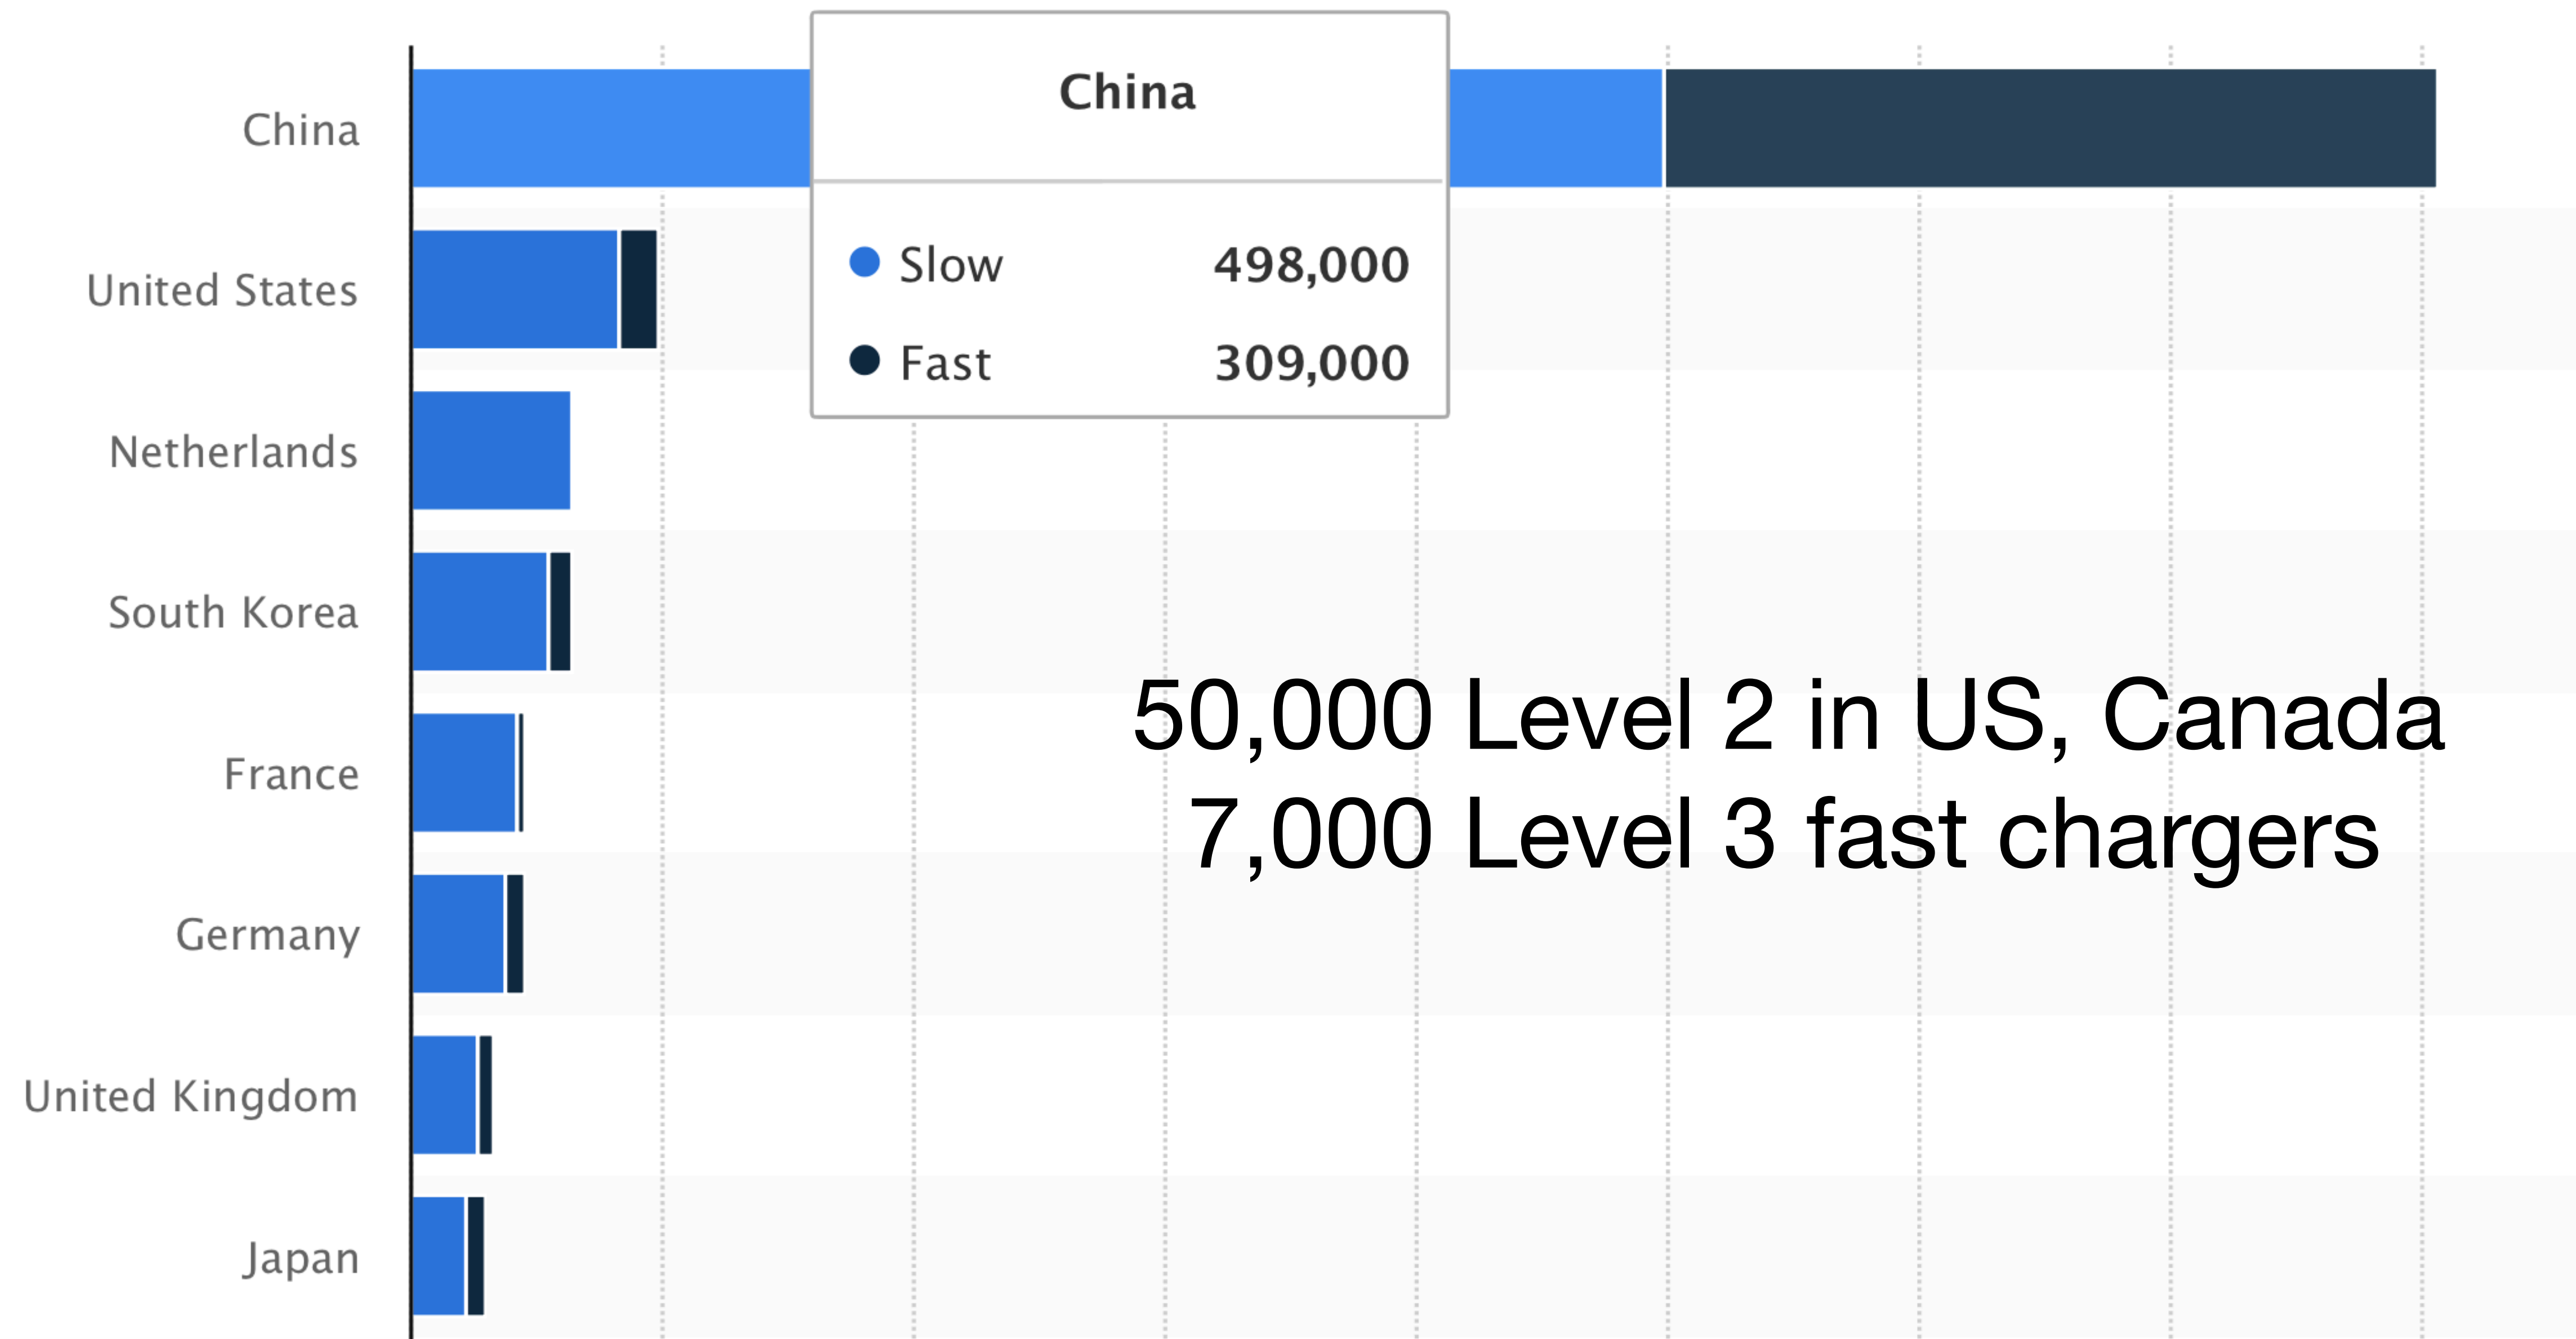 China
China
Slow 498,000
Fast 309,000
United States
Netherlands
South Korea
50,000 Level 2 in US, Canada
7,000 Level 3 fast chargers
France
Germany
United Kingdom
Japan